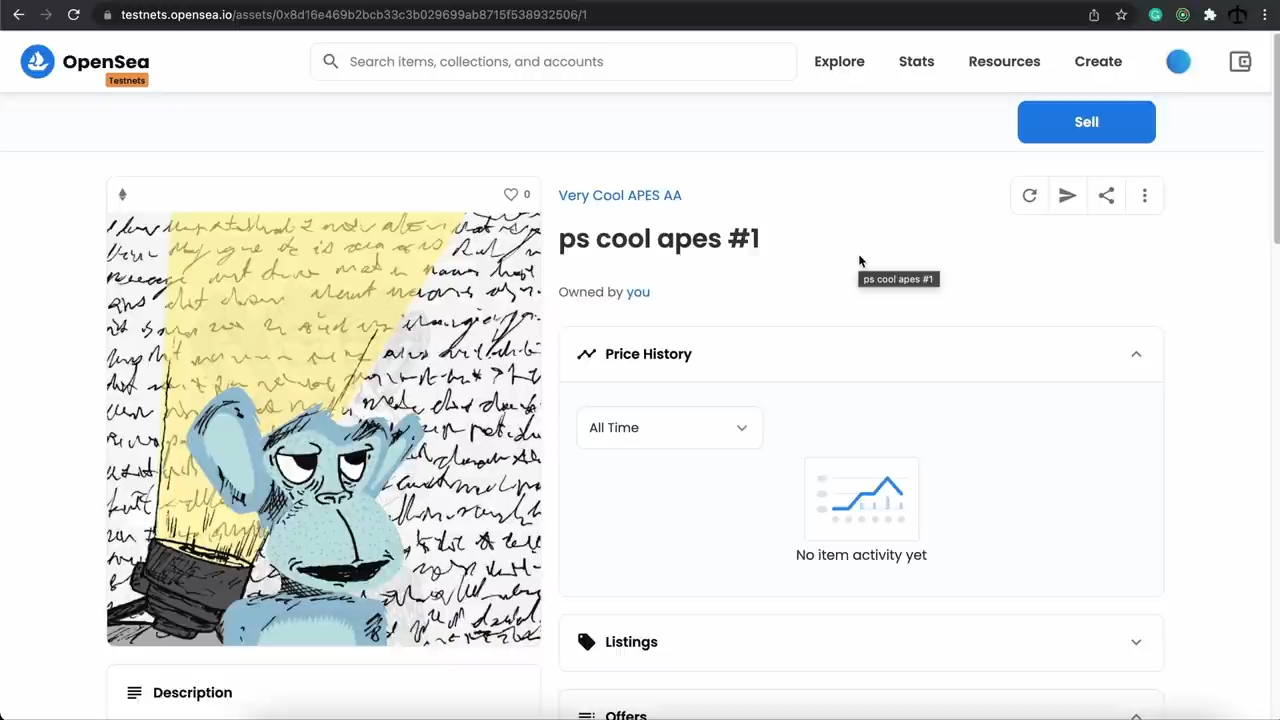 testnets.opensea.io/assets/0x8d16e469b2bcb33c3b029699ab8715f538932506/1
OpenSea
Testnets
Search items, collections, and accounts
Explore
Stats
Resources
Create
Sell
0
Very Cool APES AA
ps cool apes #1
ps cool apes #1
Owned by you
Price History
All Time
No item activity yet
Listings
Description
Offers